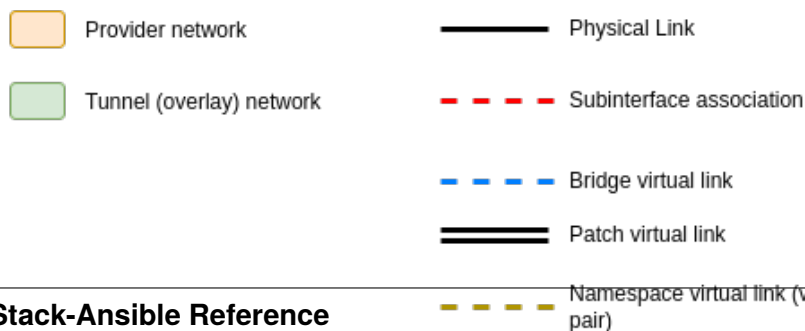 Provider network
Physical Link
Tunnel (overlay) network
Subinterface association
Bridge virtual link
Patch virtual link
Namespace virtual link (v
pair)
Stack-Ansible Reference